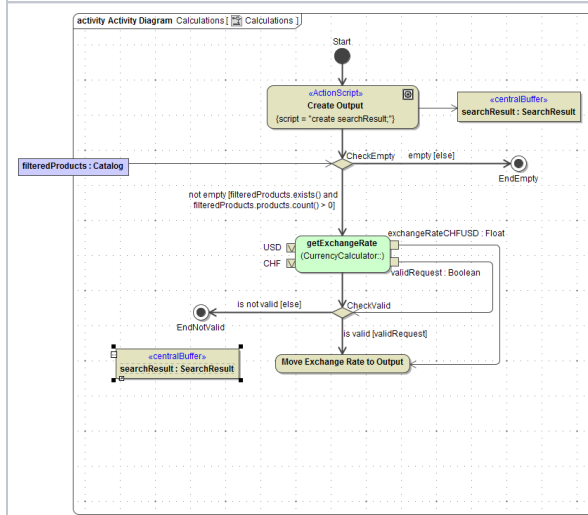 activity Activity Diagram Calculations [ Calculations ]
Start
«ActionScript»
Create Output
{script = "create searchResult;"}
«centralBuffer»
searchResult : SearchResult
filteredProducts : Catalog
CheckEmpty
empty [else]
EndEmpty
not empty [filteredProducts.exists() and
filteredProducts.products.count() > 0]
exchangeRateCHFUSD : Float
getExchangeRate
(CurrencyCalculator::)
USD
CHF
validRequest : Boolean
is not valid [else]
CheckValid
EndNotValid
is valid [validRequest]
«centralBuffer»
searchResult : SearchResult
Move Exchange Rate to Output